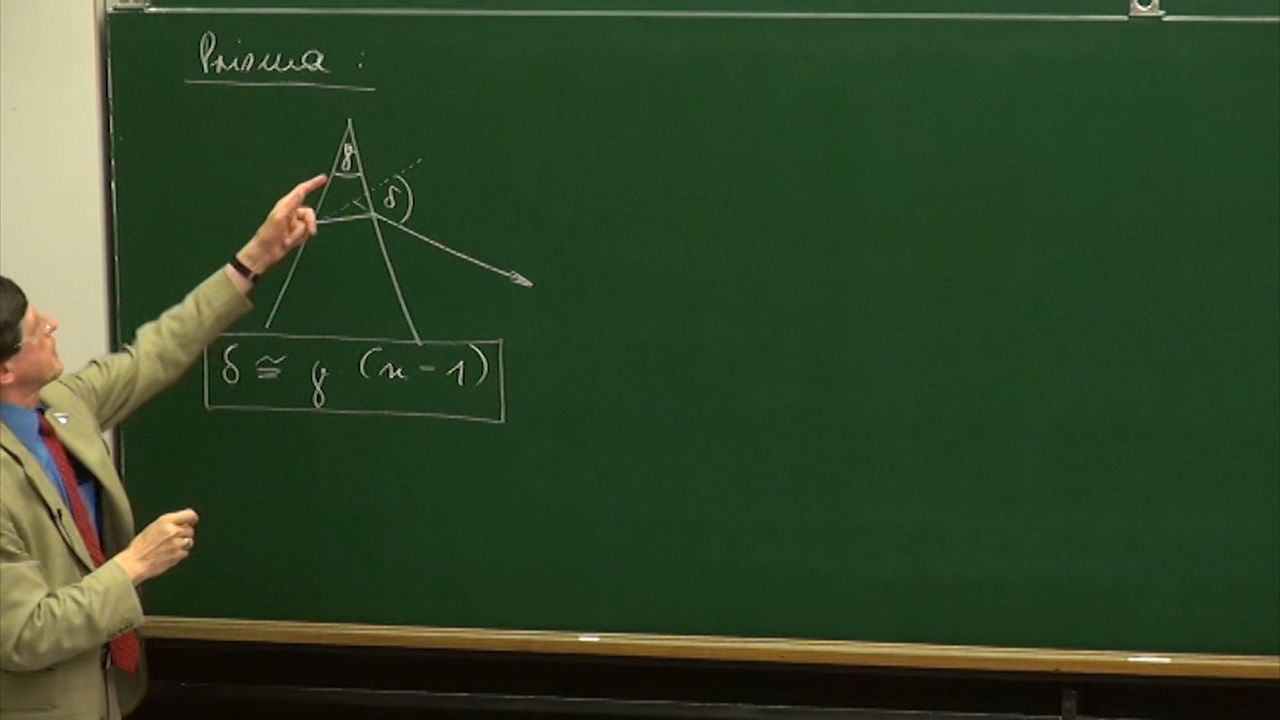 Prisma :
γ
δ
δ ≅ γ · (n - 1)